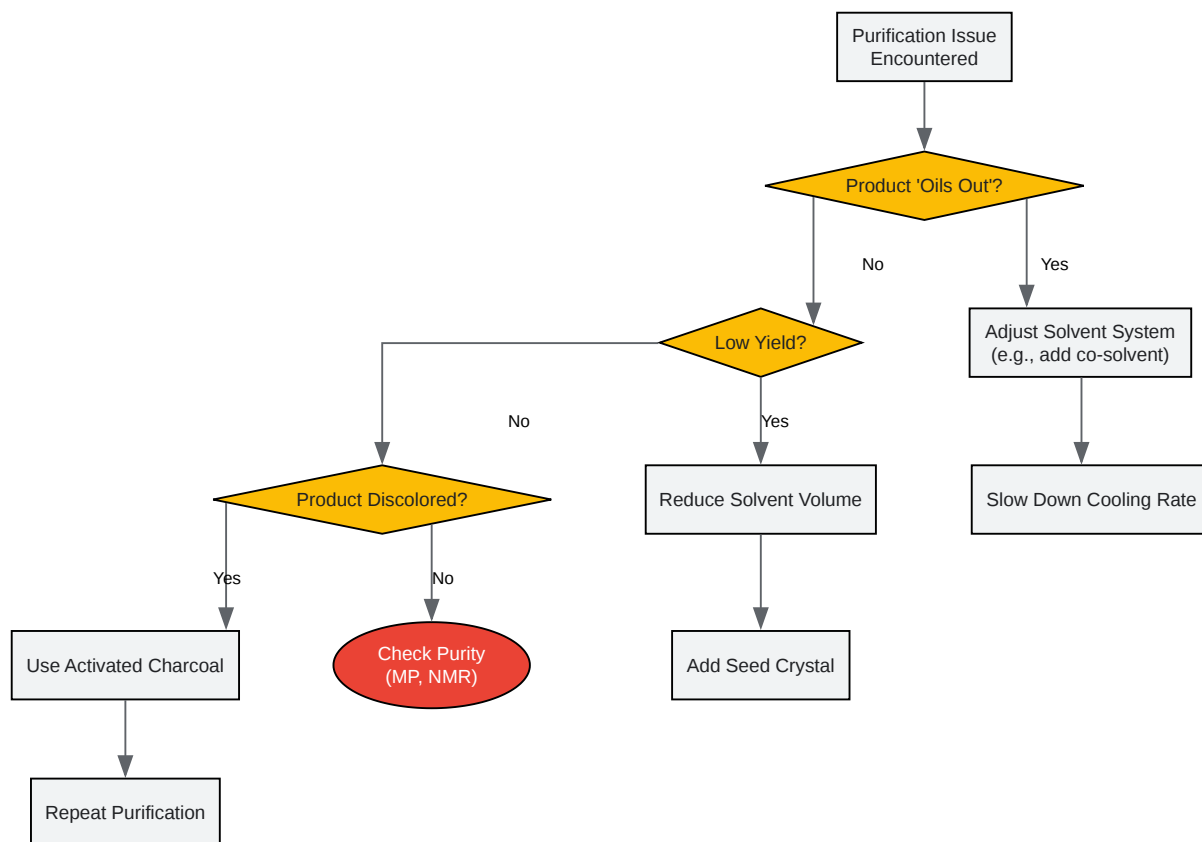 Purification Issue
Encountered
Product 'Oils Out'?
No
Yes
Low Yield?
Adjust Solvent System
(e.g., add co-solvent)
No
Yes
Product Discolored?
Reduce Solvent Volume
Slow Down Cooling Rate
Yes
No
Use Activated Charcoal
Check Purity
(MP, NMR)
Add Seed Crystal
Repeat Purification